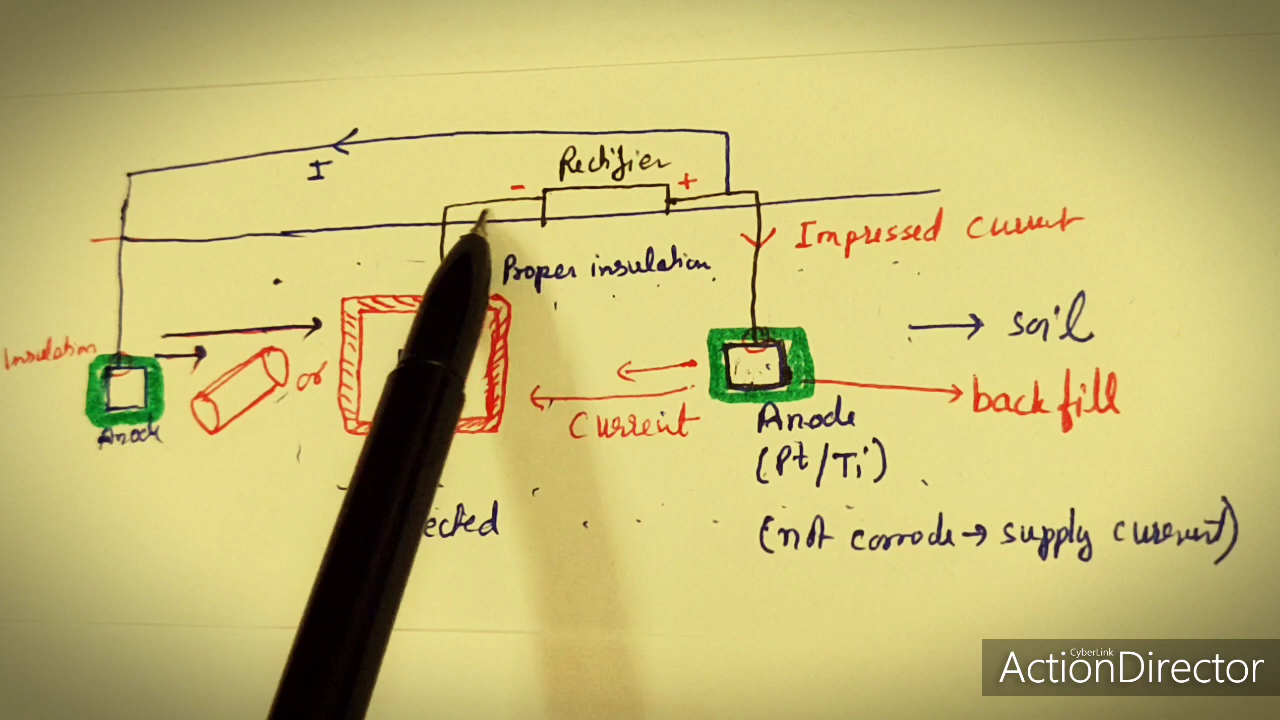 Rectifier
I
-
+
Impressed current
Proper insulation
Insulation
soil
or
back fill
Current
Anode
Anode
(Pt/Ti)
ected
(not corrode → supply current)
CyberLink
ActionDirector